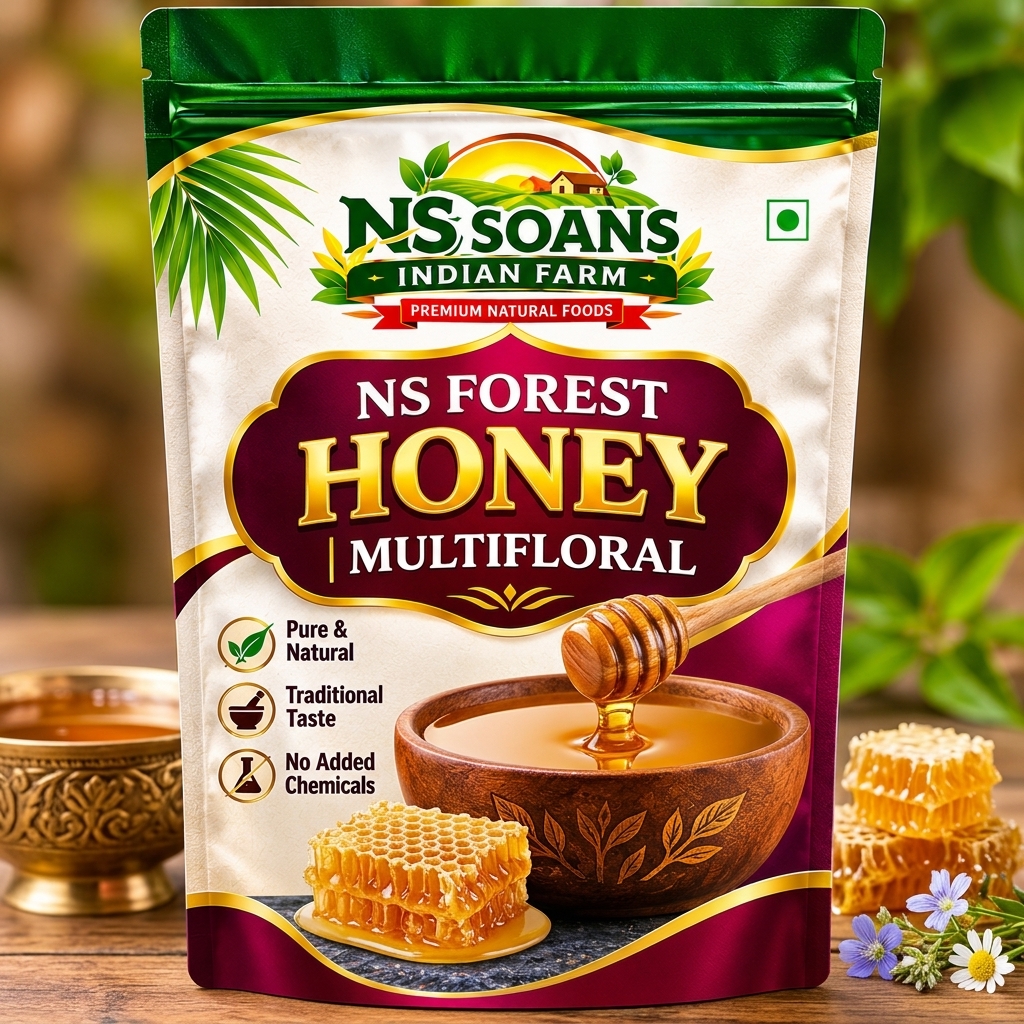 NS SOANS
INDIAN FARM
PREMIUM NATURAL FOODS
NS FOREST
HONEY
MULTIFLORAL
Pure &
Natural
Traditional
Taste
No Added
Chemicals